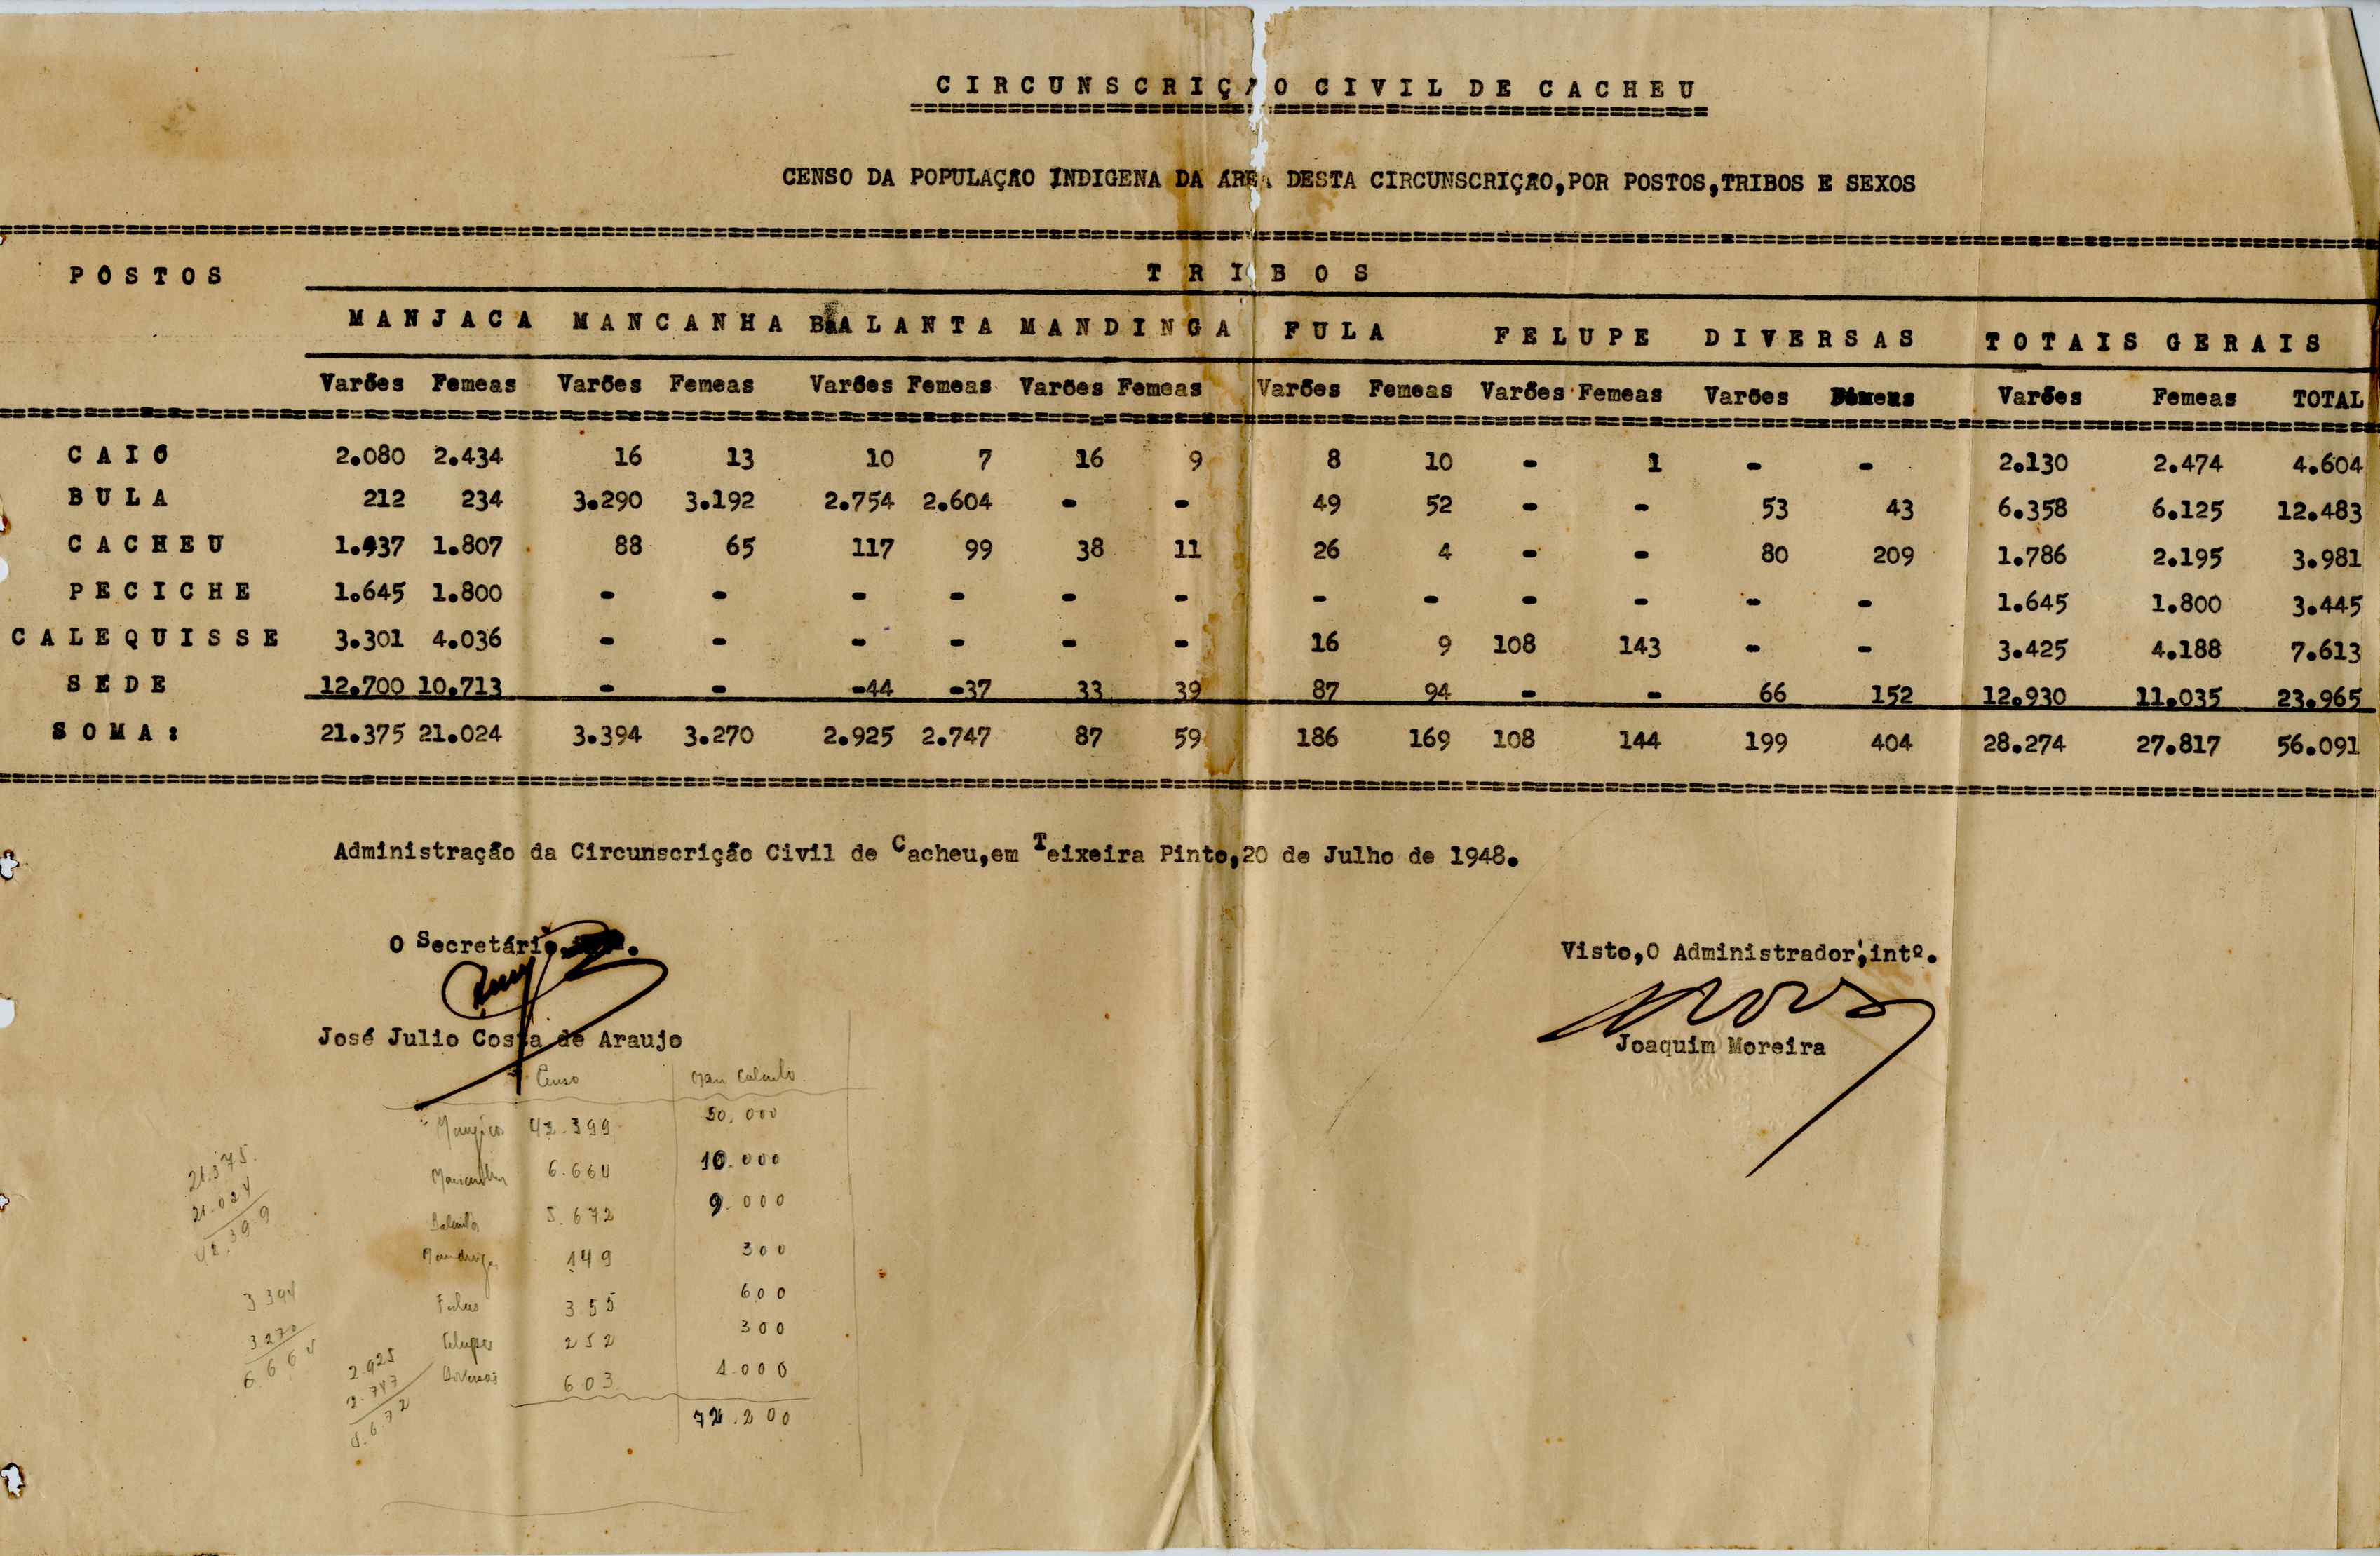 CIRCUNSCRIÇÃO CIVIL DE CACHEU
CENSO DA POPULAÇÃO INDIGENA DA ÁREA DESTA CIRCUNSCRIÇÃO,POR POSTOS,TRIBOS E SEXOS
POSTOS TRIBOS
MANJACA MANCANHA BALANTA MANDINGA FULA FELUPE DIVERSAS TOTAIS GERAIS
Varões Femeas Varões Femeas Varões Femeas Varões Femeas Varões Femeas Varões Femeas Varões Femeas Varões Femeas TOTAL
CAIÓ 2.080 2.434 16 13 10 7 16 9 8 10 - 1 - - 2.130 2.474 4.604
BULA 212 234 3.290 3.192 2.754 2.604 - - 49 52 - - 53 43 6.358 6.125 12.483
CACHEU 1.437 1.807 88 65 117 99 38 11 26 4 - - 80 209 1.786 2.195 3.981
PECICHE 1.645 1.800 - - - - - - - - - - - - 1.645 1.800 3.445
CALEQUISSE 3.301 4.036 - - - - - - 16 9 108 143 - - 3.425 4.188 7.613
SÉDE 12.700 10.713 - - -44 -37 33 39 87 94 - - 66 152 12.930 11.035 23.965
SOMA: 21.375 21.024 3.394 3.270 2.925 2.747 87 59 186 169 108 144 199 404 28.274 27.817 56.091
Administração da Circunscrição Civil de Cacheu,em Teixeira Pinto,20 de Julho de 1948.
O Secretário
José Julio Costa de Araujo
Visto,O Administrador,intº.
Joaquim Moreira
Censo Calculo
42.399 50.000
6.664 10.000
5.672 9.000
149 300
Fulas 355 600
Felupes 252 300
Diversos 603 1.000
72.200
21.375
21.024
42.399
3394
3270
6.664
2.925
2.747
5.672